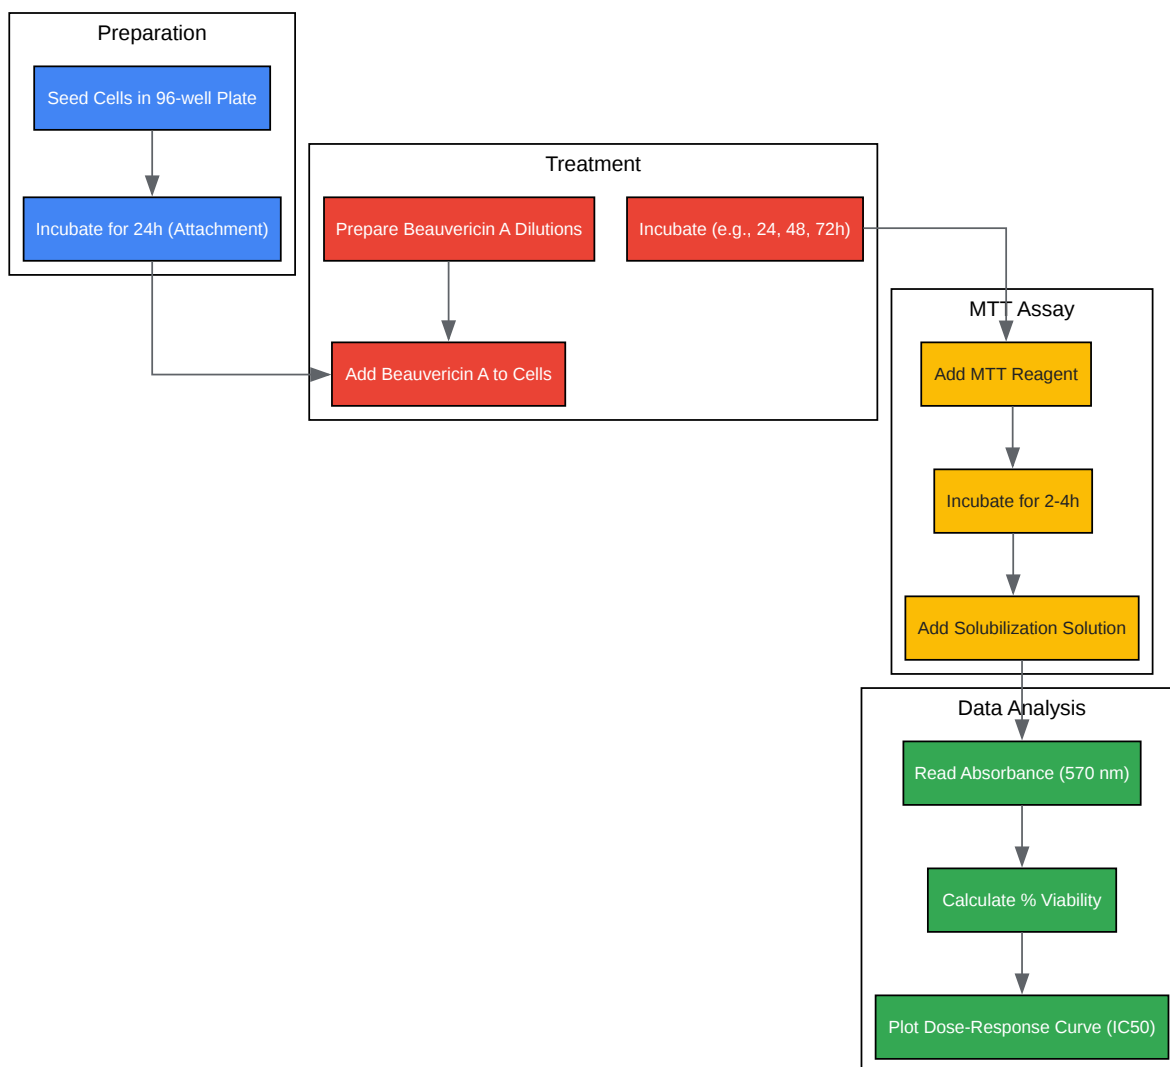 Preparation
Seed Cells in 96-well Plate
Incubate for 24h (Attachment)
Treatment
Prepare Beauvericin A Dilutions
Incubate (e.g., 24, 48, 72h)
Add Beauvericin A to Cells
MTT Assay
Add MTT Reagent
Incubate for 2-4h
Add Solubilization Solution
Data Analysis
Read Absorbance (570 nm)
Calculate % Viability
Plot Dose-Response Curve (IC50)